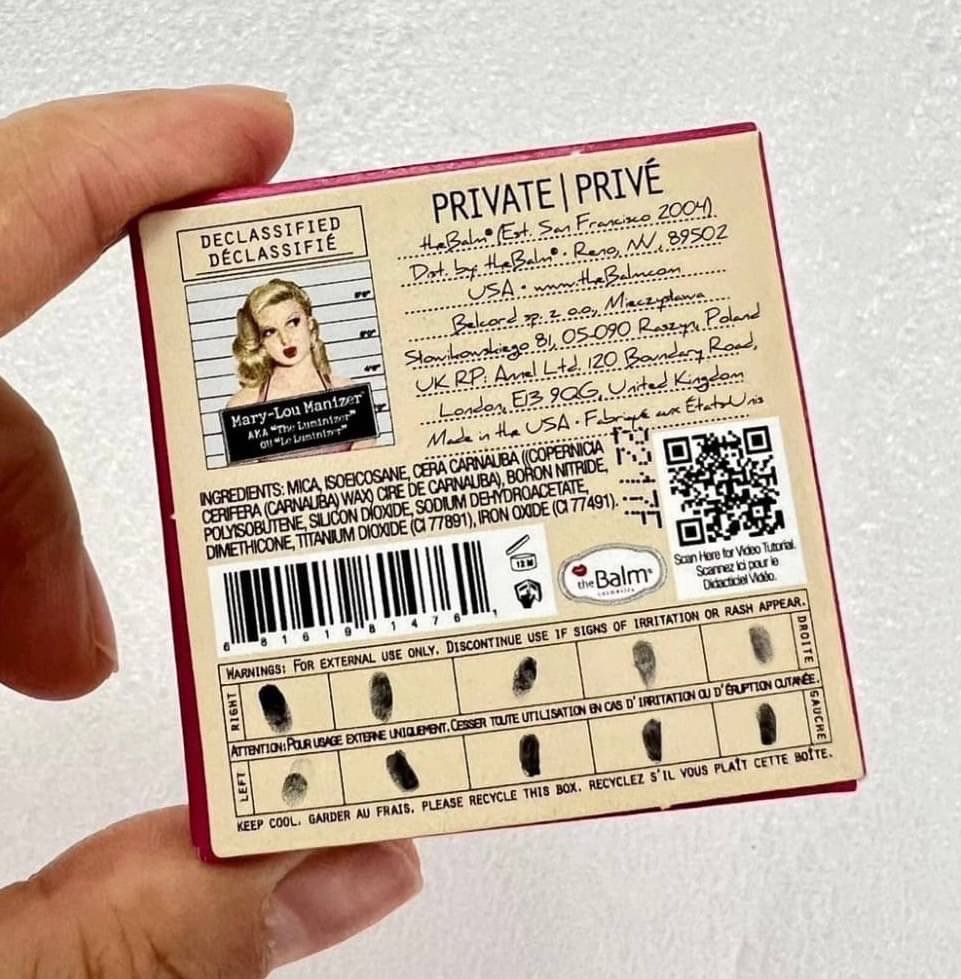 DECLASSIFIED
DÉCLASSIFIÉ
Mary-Lou Manizer®
AKA "The Luminizer"
OU "Le Luminizer"
PRIVATE | PRIVÉ
theBalm® (Est. San Francisco 2004)
Dist. by theBalm® • Reno, NV, 89502
USA • www.theBalm.com
Belcord sp. z o.o., Mieczysława
Słowikowskiego 81, 05-090 Raszyn, Poland
UK RP: Amel Ltd. 120 Boundary Road,
London, E13 9QG, United Kingdom
Made in the USA • Fabriqué aux États-Unis
INGREDIENTS: MICA, ISOEICOSANE, CERA CARNAUBA ((COPERNICIA
CERIFERA (CARNAUBA) WAX) CIRE DE CARNAUBA), BORON NITRIDE,
POLYISOBUTENE, SILICON DIOXIDE, SODIUM DEHYDROACETATE,
DIMETHICONE, TITANIUM DIOXIDE (CI 77891), IRON OXIDE (CI 77491).
Scan Here for Video Tutorial.
Scannez Ici pour le
Didacticiel Vidéo.
6 81619 81476 1
12 M
theBalm®
cosmetics
WARNINGS: FOR EXTERNAL USE ONLY. DISCONTINUE USE IF SIGNS OF IRRITATION OR RASH APPEAR.
RIGHT
DROITE
ATTENTION: POUR USAGE EXTERNE UNIQUEMENT. CESSER TOUTE UTILISATION EN CAS D'IRRITATION OU D'ÉRUPTION CUTANÉE.
LEFT
GAUCHE
KEEP COOL. GARDER AU FRAIS. PLEASE RECYCLE THIS BOX. RECYCLEZ S'IL VOUS PLAÎT CETTE BOÎTE.